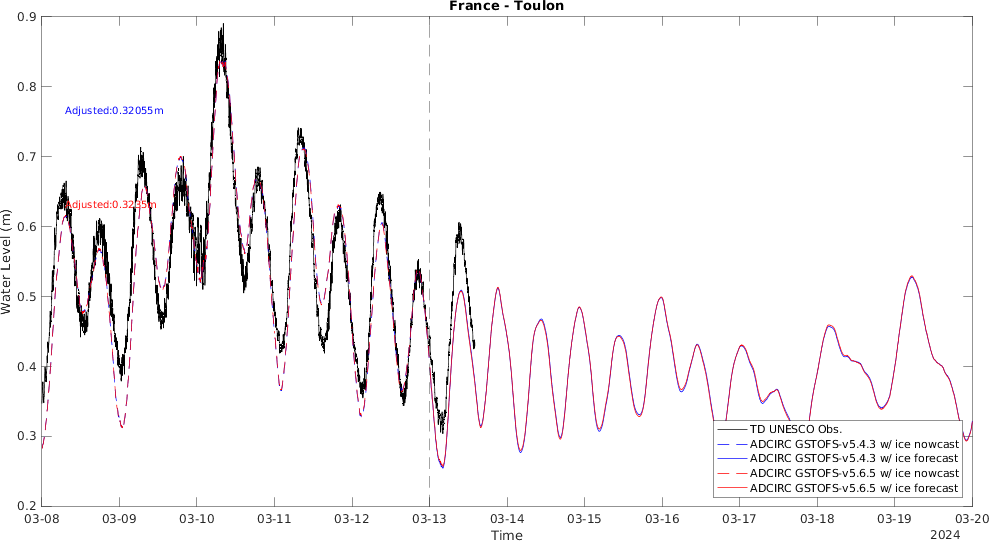 France - Toulon
0.9
0.8
0.7
0.6
0.5
0.4
0.3
0.2
Water Level (m)
Adjusted:0.32055m
Adjusted:0.3235m
TD UNESCO Obs.
ADCIRC GSTOFS-v5.4.3 w/ ice nowcast
ADCIRC GSTOFS-v5.4.3 w/ ice forecast
ADCIRC GSTOFS-v5.6.5 w/ ice nowcast
ADCIRC GSTOFS-v5.6.5 w/ ice forecast
03-08 03-09 03-10 03-11 03-12 03-13 03-14 03-15 03-16 03-17 03-18 03-19 03-20
Time
2024